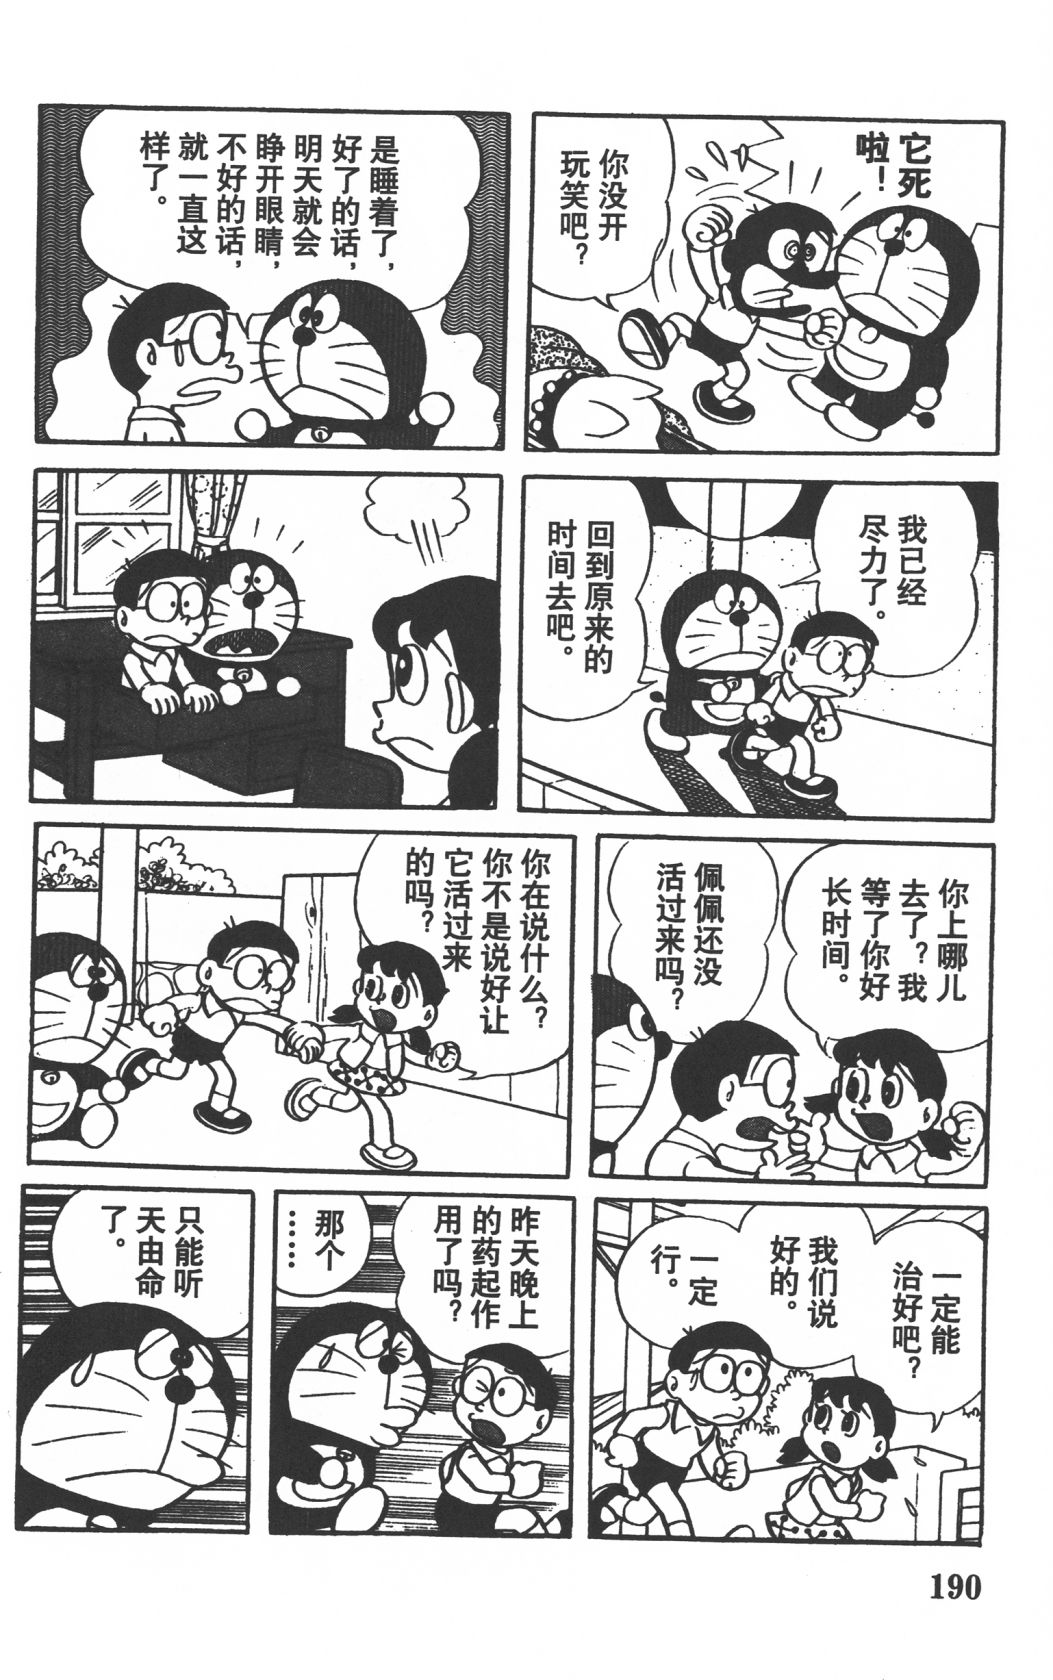 它死
啦！
你没开
玩笑吧？
是睡着了，
好了的话，
明天就会
睁开眼睛，
不好的话，
就一直这
样了。
我已经
尽力了。
回到原来的
时间去吧。
你上哪儿
去了？我
等了你好
长时间。
佩佩还没
活过来吗？
你在说什么？
你不是说好让
它活过来
的吗？
一定能
治好吧？
我们说
好的。
一定
行。
昨天晚上
的药起作
用了吗？
那个
……
只能听
天由命
了。
190